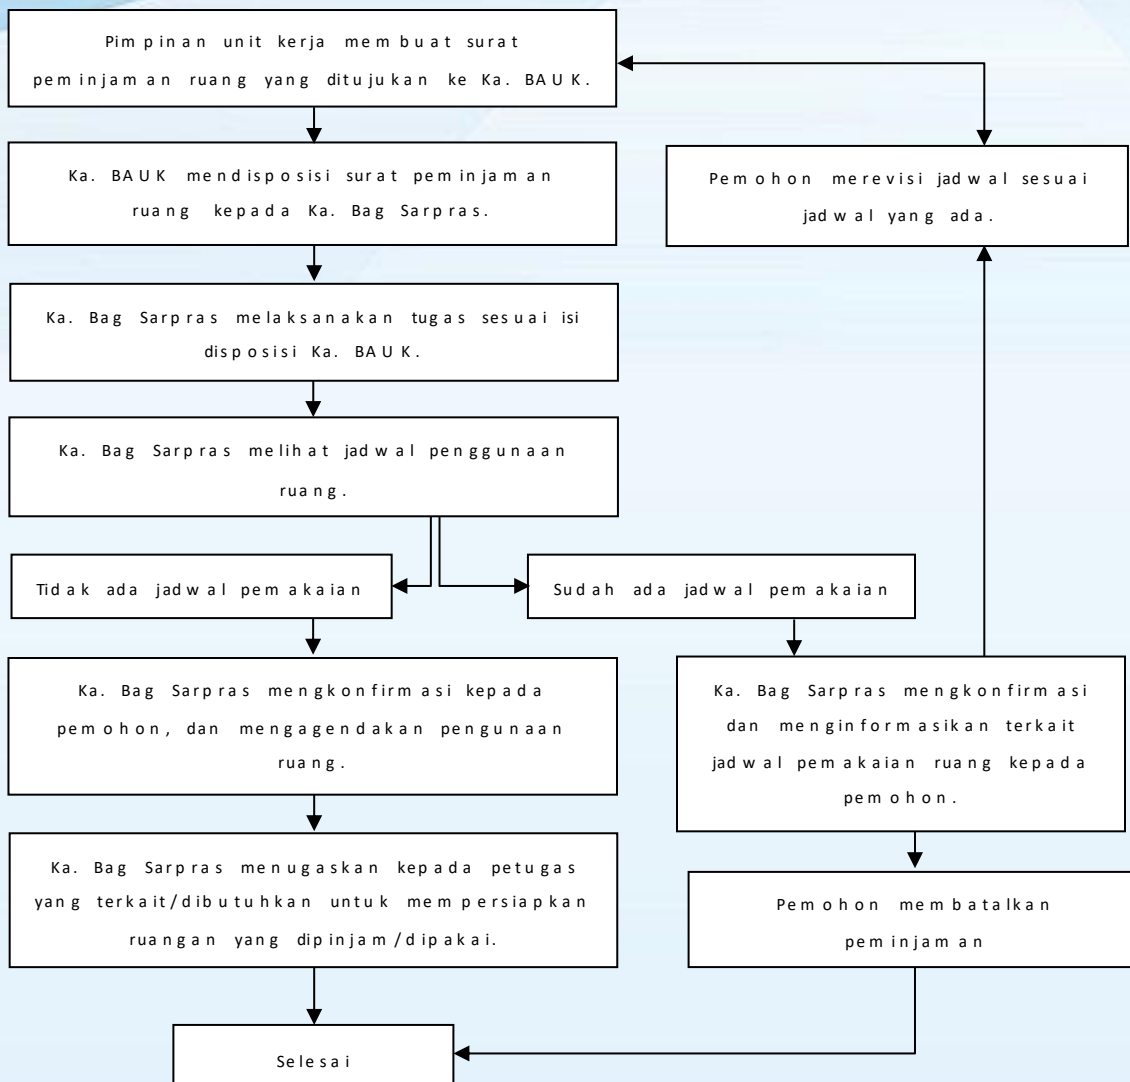 Pimpinan unit kerja membuat surat
peminjaman ruang yang ditujukan ke Ka. BAUK.
Ka. BAUK mendisposisi surat peminjaman
ruang kepada Ka. Bag Sarpras.
Pemohon merevisi jadwal sesuai
jadwal yang ada.
Ka. Bag Sarpras melaksanakan tugas sesuai isi
disposisi Ka. BAUK.
Ka. Bag Sarpras melihat jadwal penggunaan
ruang.
Tidak ada jadwal pemakaian
Sudah ada jadwal pemakaian
Ka. Bag Sarpras mengkonfirmasi kepada
pemohon, dan mengagendakan pengunaan
ruang.
Ka. Bag Sarpras mengkonfirmasi
dan menginformasikan terkait
jadwal pemakaian ruang kepada
pemohon.
Ka. Bag Sarpras menugaskan kepada petugas
yang terkait/dibutuhkan untuk mempersiapkan
ruangan yang dipinjam/dipakai.
Pemohon membatalkan
peminjaman
Selesai